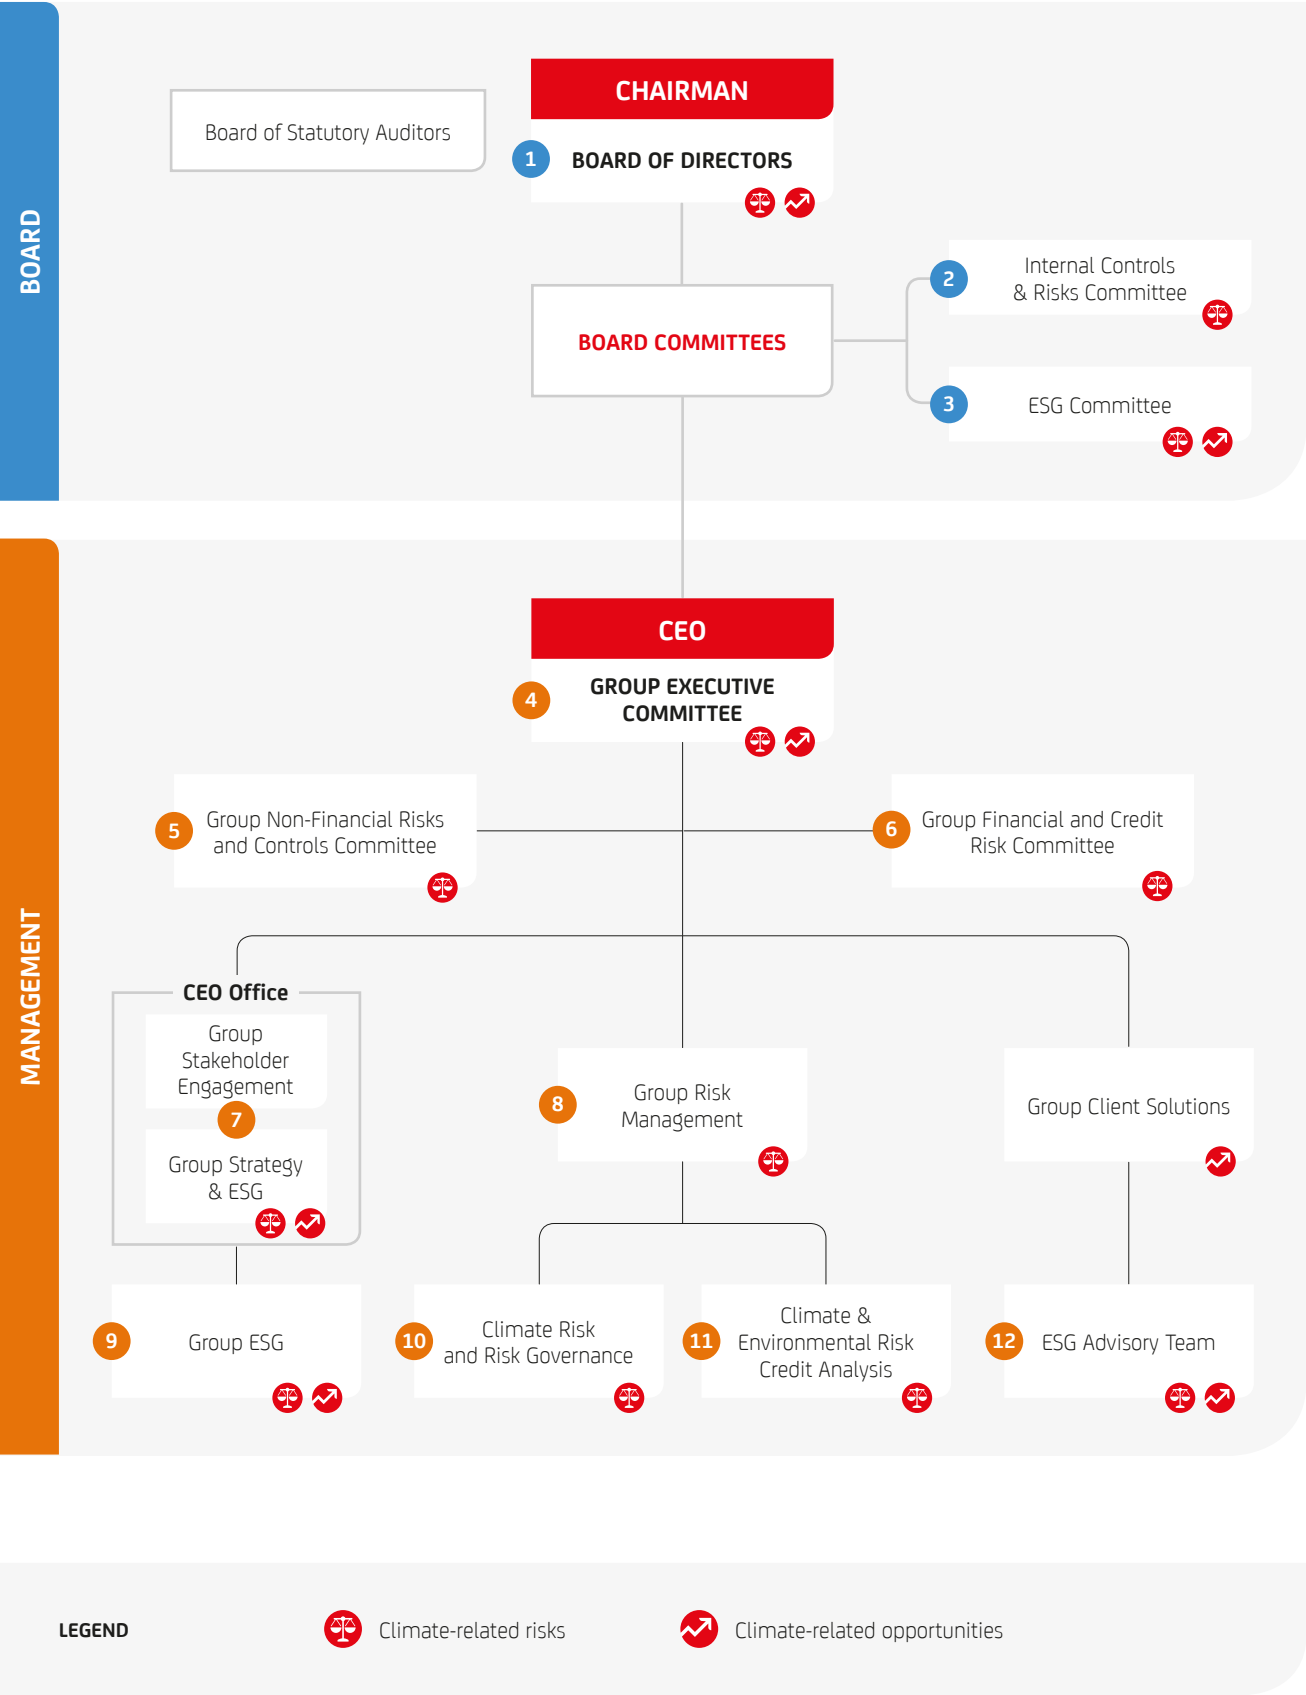 BOARD
CHAIRMAN
Board of Statutory Auditors
1
BOARD OF DIRECTORS
2
Internal Controls
& Risks Committee
BOARD COMMITTEES
3
ESG Committee
MANAGEMENT
CEO
4
GROUP EXECUTIVE
COMMITTEE
5
Group Non-Financial Risks
and Controls Committee
6
Group Financial and Credit
Risk Committee
CEO Office
Group
Stakeholder
Engagement
7
Group Strategy
& ESG
8
Group Risk
Management
Group Client Solutions
9
Group ESG
10
Climate Risk
and Risk Governance
11
Climate &
Environmental Risk
Credit Analysis
12
ESG Advisory Team
LEGEND
Climate-related risks
Climate-related opportunities